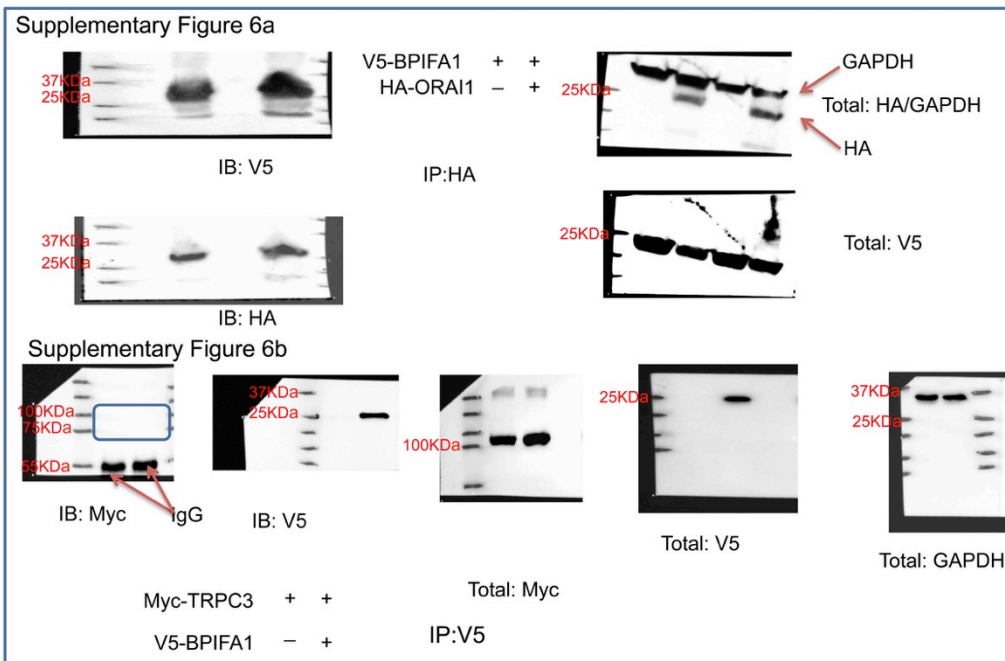 Supplementary Figure 6a
37KDa
25KDa
IB: V5
V5-BPIFA1 + +
HA-ORAI1 – +
IP:HA
25KDa
GAPDH
Total: HA/GAPDH
HA
37KDa
25KDa
IB: HA
25KDa
Total: V5
Supplementary Figure 6b
100KDa
75KDa
55KDa
IB: Myc
IgG
37KDa
25KDa
IB: V5
100KDa
Total: Myc
25KDa
Total: V5
37KDa
25KDa
Total: GAPDH
Myc-TRPC3 + +
V5-BPIFA1 – +
IP:V5